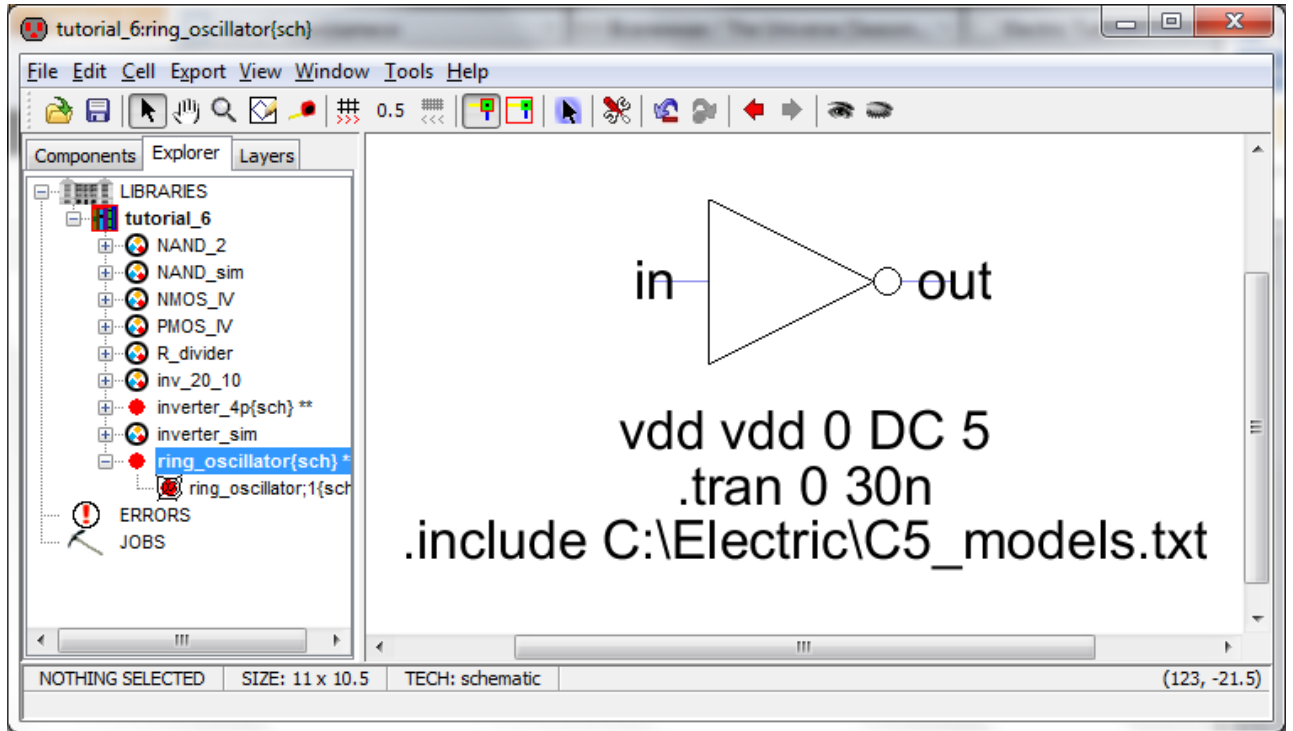 tutorial_6:ring_oscillator{sch}
File Edit Cell Export View Window Tools Help
0.5
Components Explorer Layers
LIBRARIES
tutorial_6
NAND_2
NAND_sim
NMOS_IV
PMOS_IV
R_divider
inv_20_10
inverter_4p{sch} **
inverter_sim
ring_oscillator{sch} *
ring_oscillator;1{sch
ERRORS
JOBS
in out
vdd vdd 0 DC 5
.tran 0 30n
.include C:\Electric\C5_models.txt
NOTHING SELECTED SIZE: 11 x 10.5 TECH: schematic (123, -21.5)